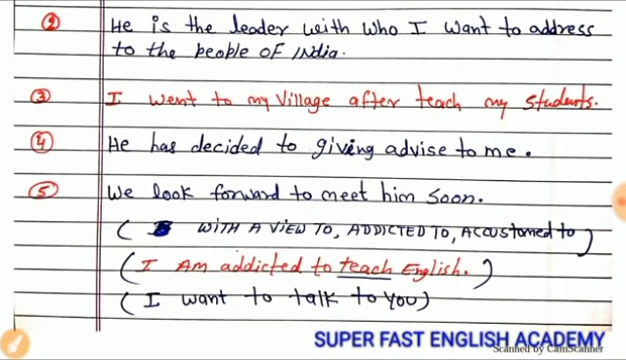 ② He is the leader with who I want to address
to the people of India.
③ I went to my Village after teach my students.
④ He has decided to giving advise to me.
⑤ We look forward to meet him soon.
( WITH A VIEW TO, ADDICTED TO, ACCUSTOMED TO)
(I Am addicted to teach English.)
(I want to talk to you)
SUPER FAST ENGLISH ACADEMY
Scanned by CamScanner